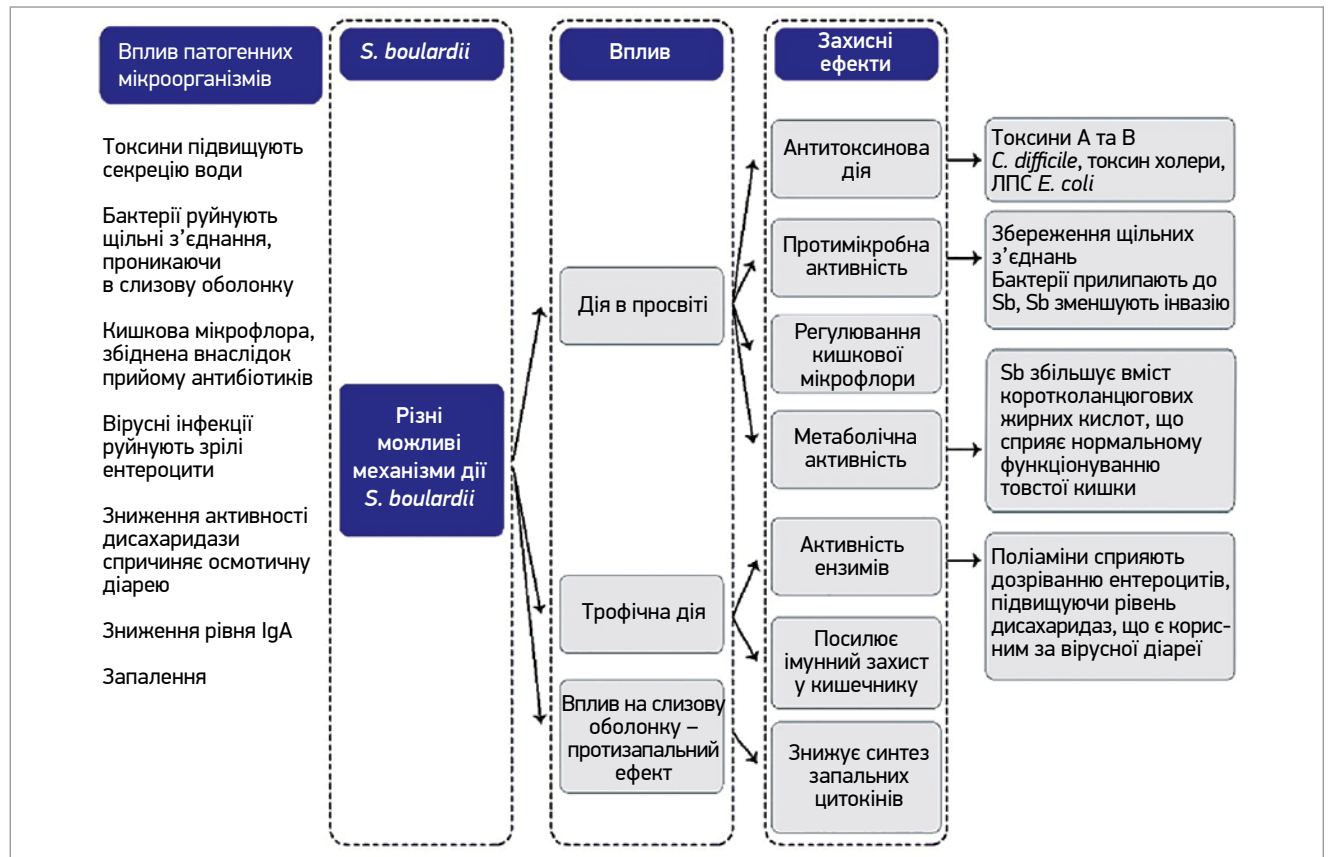 Вплив патогенних
мікроорганізмів
Токсини підвищують
секрецію води
Бактерії руйнують
щільні з’єднання,
проникаючи
в слизову оболонку
Кишкова мікрофлора,
збіднена внаслідок
прийому антибіотиків
Вірусні інфекції
руйнують зрілі
ентероцити
Зниження активності
дисахаридази
спричиняє осмотичну
діарею
Зниження рівня IgA
Запалення
S. boulardii
Різні
можливі
механізми дії
S. boulardii
Вплив
Дія в просвіті
Трофічна дія
Вплив на слизову
оболонку –
протизапальний
ефект
Захисні
ефекти
Антитоксинова
дія
Протимікробна
активність
Регулювання
кишкової
мікрофлори
Метаболічна
активність
Активність
ензимів
Посилює
імунний захист
у кишечнику
Знижує синтез
запальних
цитокінів
Токсини А та В
C. difficile, токсин холери,
ЛПС E. coli
Збереження щільних
з’єднань
Бактерії прилипають до
Sb, Sb зменшують інвазію
Sb збільшує вміст
коротколанцюгових
жирних кислот, що
сприяє нормальному
функціонуванню
товстої кишки
Поліаміни сприяють
дозріванню ентероцитів,
підвищуючи рівень
дисахаридаз, що є корис-
ним за вірусної діареї